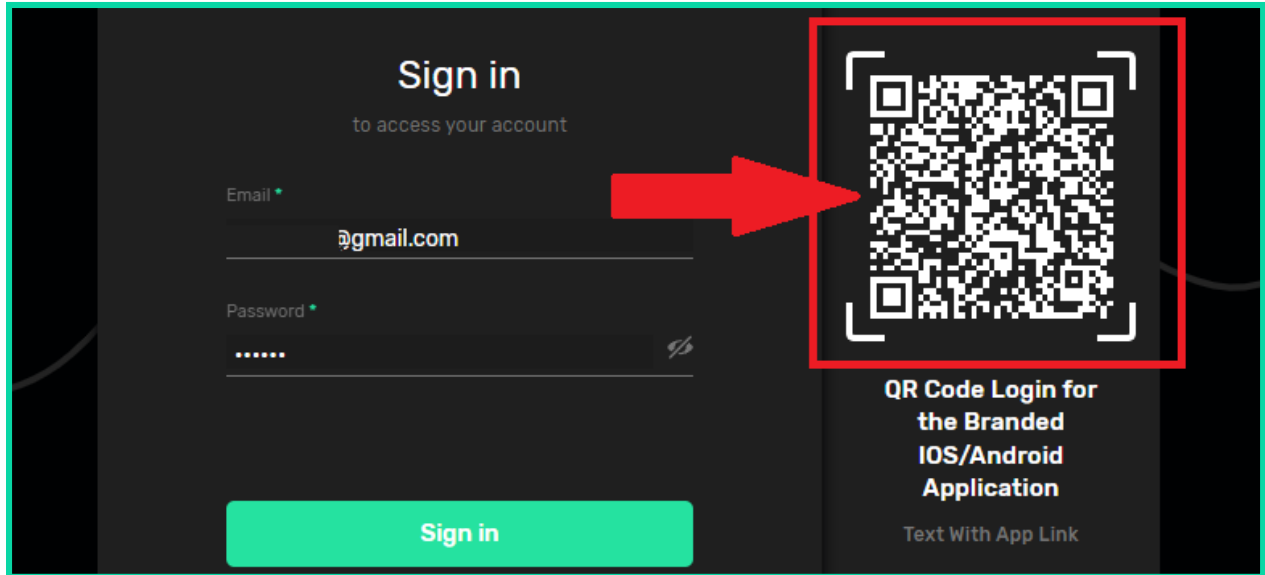 Sign in
to access your account
Email *
@gmail.com
Password *
••••••
Sign in
QR Code Login for
the Branded
IOS/Android
Application
Text With App Link